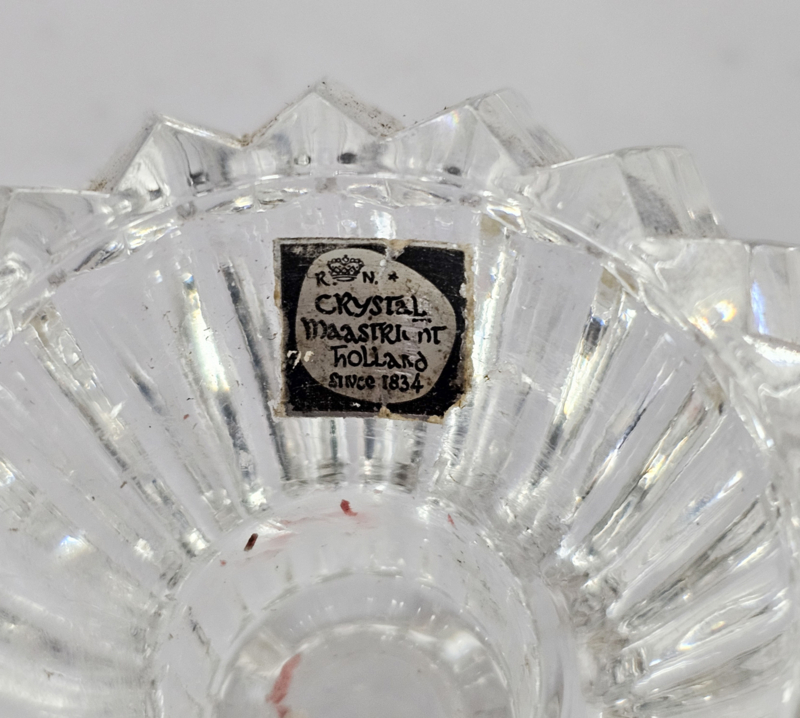 R. N. *
CRYSTAL
MAASTRICHT
HOLLAND
SINCE 1834